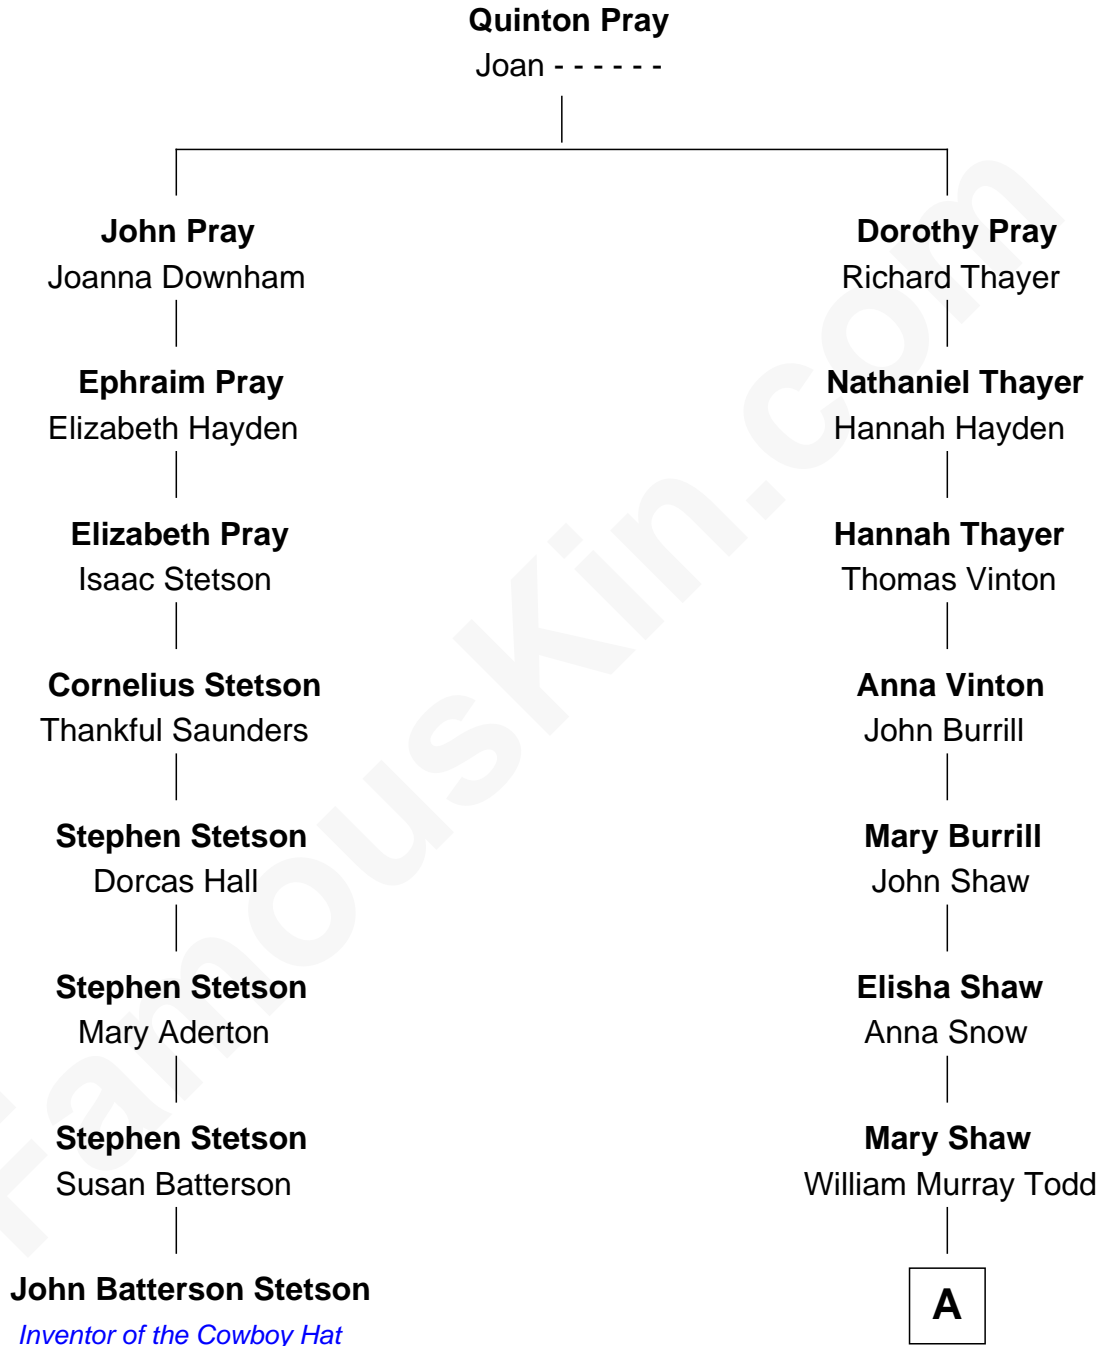 Quinton Pray
Joan - - - - - -
John Pray
Joanna Downham
Dorothy Pray
Richard Thayer
Ephraim Pray
Elizabeth Hayden
Nathaniel Thayer
Hannah Hayden
Elizabeth Pray
Isaac Stetson
Hannah Thayer
Thomas Vinton
Cornelius Stetson
Thankful Saunders
Anna Vinton
John Burrill
Stephen Stetson
Dorcas Hall
Mary Burrill
John Shaw
Stephen Stetson
Mary Aderton
Elisha Shaw
Anna Snow
Stephen Stetson
Susan Batterson
Mary Shaw
William Murray Todd
John Batterson Stetson
Inventor of the Cowboy Hat
A
FamousKin.com